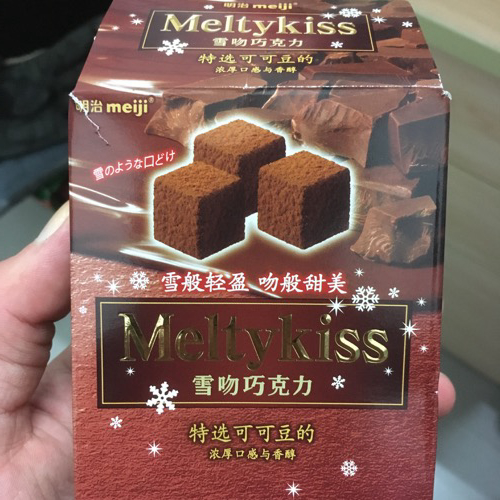 明治 meiji
Meltykiss
雪吻巧克力
特选可可豆的
浓厚口感与香醇
明治 meiji
雪のような口どけ
雪般轻盈 吻般甜美
Meltykiss
雪吻巧克力
特选可可豆的
浓厚口感与香醇